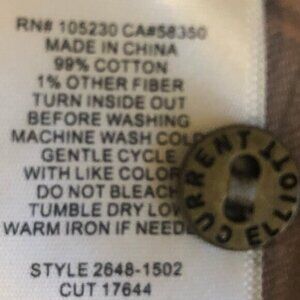 RN# 105230 CA#58350
MADE IN CHINA
99% COTTON
1% OTHER FIBER
TURN INSIDE OUT
BEFORE WASHING
MACHINE WASH COLD
GENTLE CYCLE
WITH LIKE COLOR
DO NOT BLEACH
TUMBLE DRY LOW
WARM IRON IF NEEDE
STYLE 2648-1502
CUT 17644
CURRENT ELLIOTT